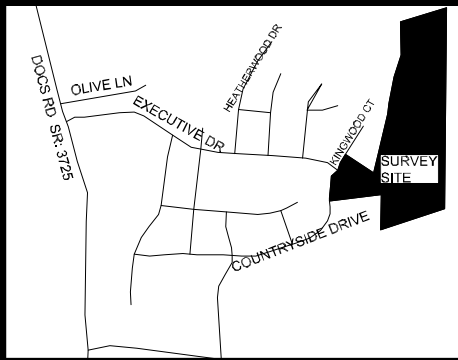 DOCS RD SR: 3725
OLIVE LN
EXECUTIVE DR
HEATHERWOOD DR
KINGWOOD CT
SURVEY
SITE
COUNTRYSIDE DRIVE